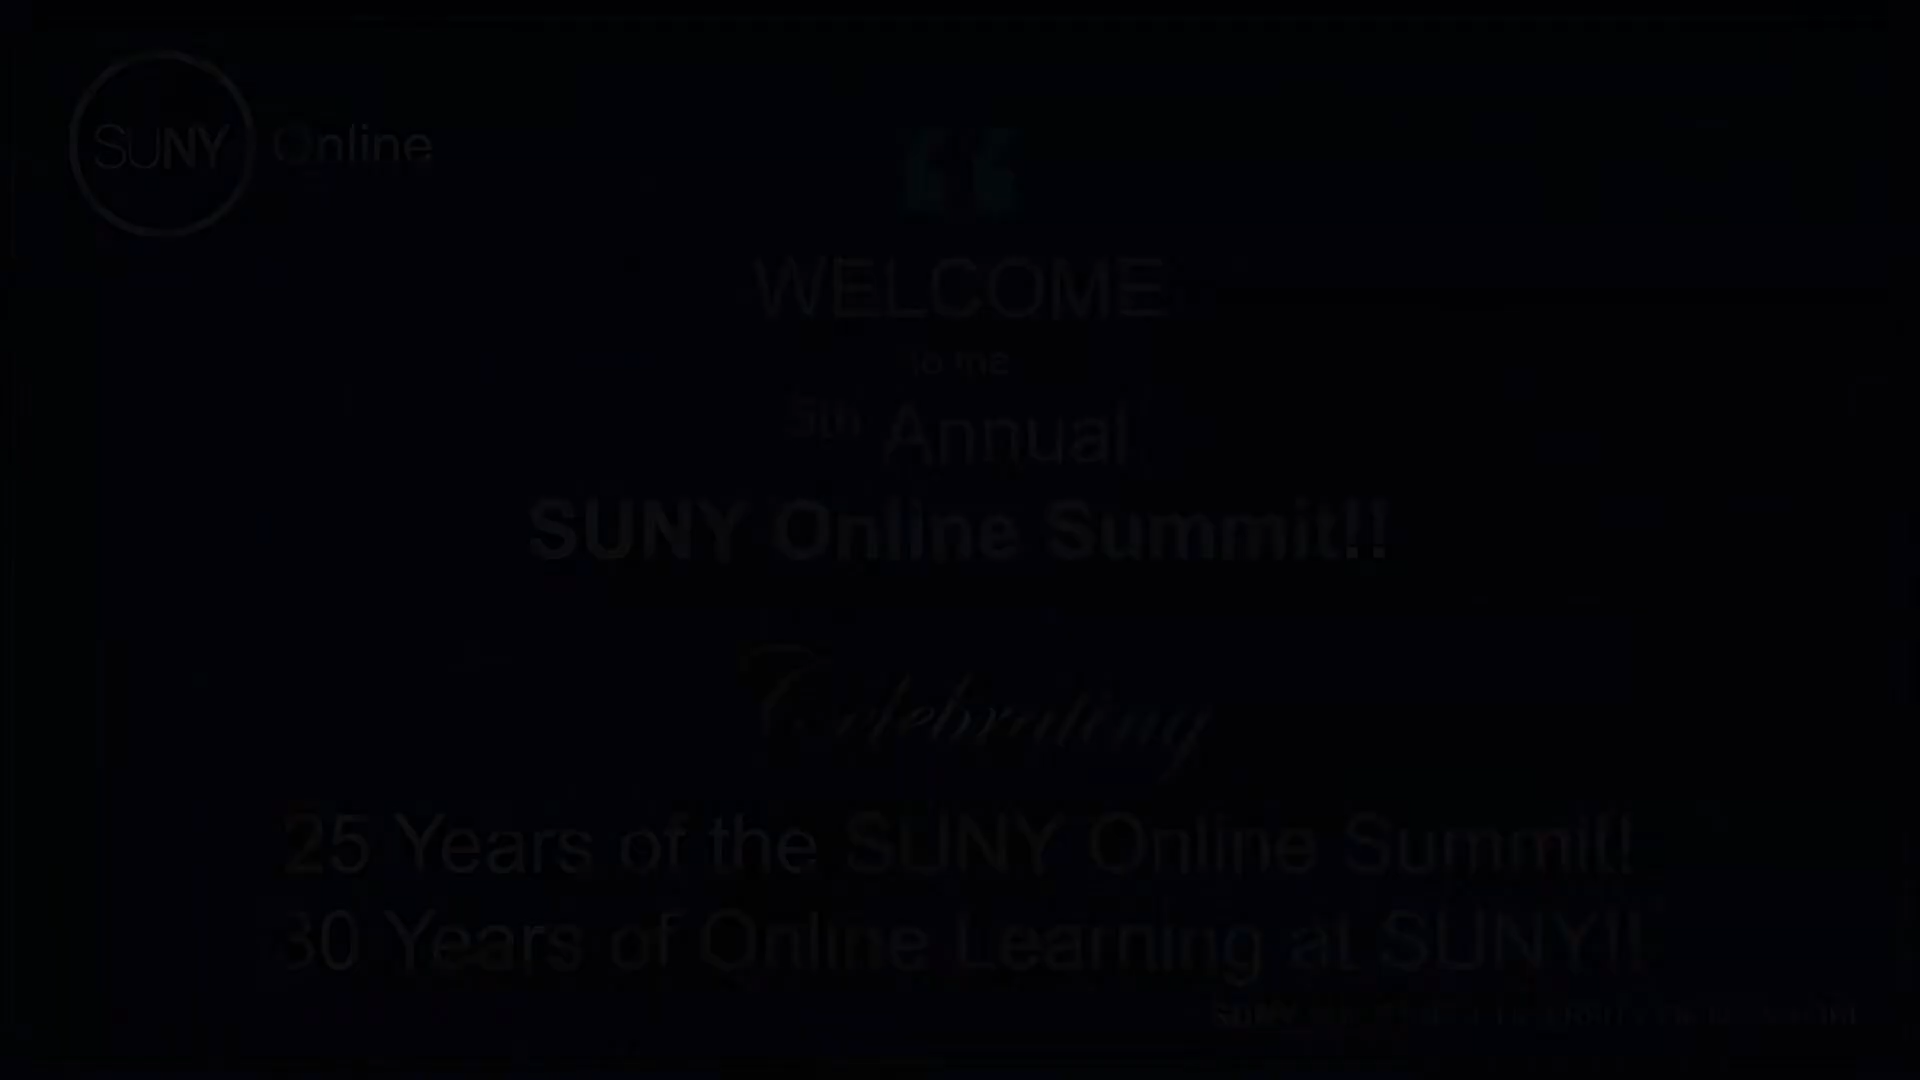 SUNY Online
WELCOME
to the
5th Annual
SUNY Online Summit!!
Celebrating
25 Years of the SUNY Online Summit!
30 Years of Online Learning at SUNY!!
SUNY